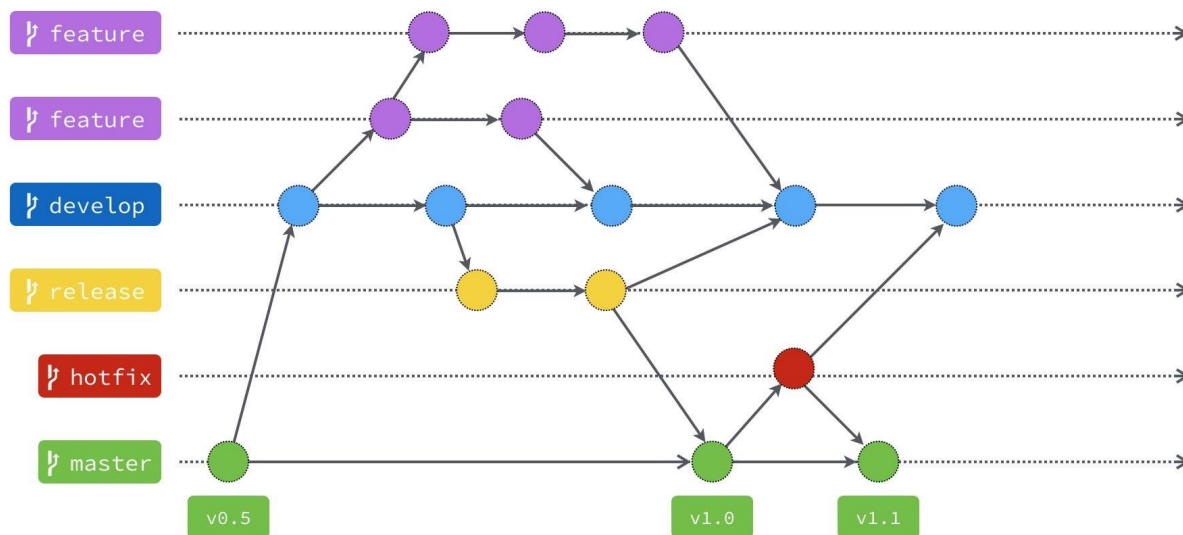 feature
feature
develop
release
hotfix
master
v0.5
v1.0
v1.1